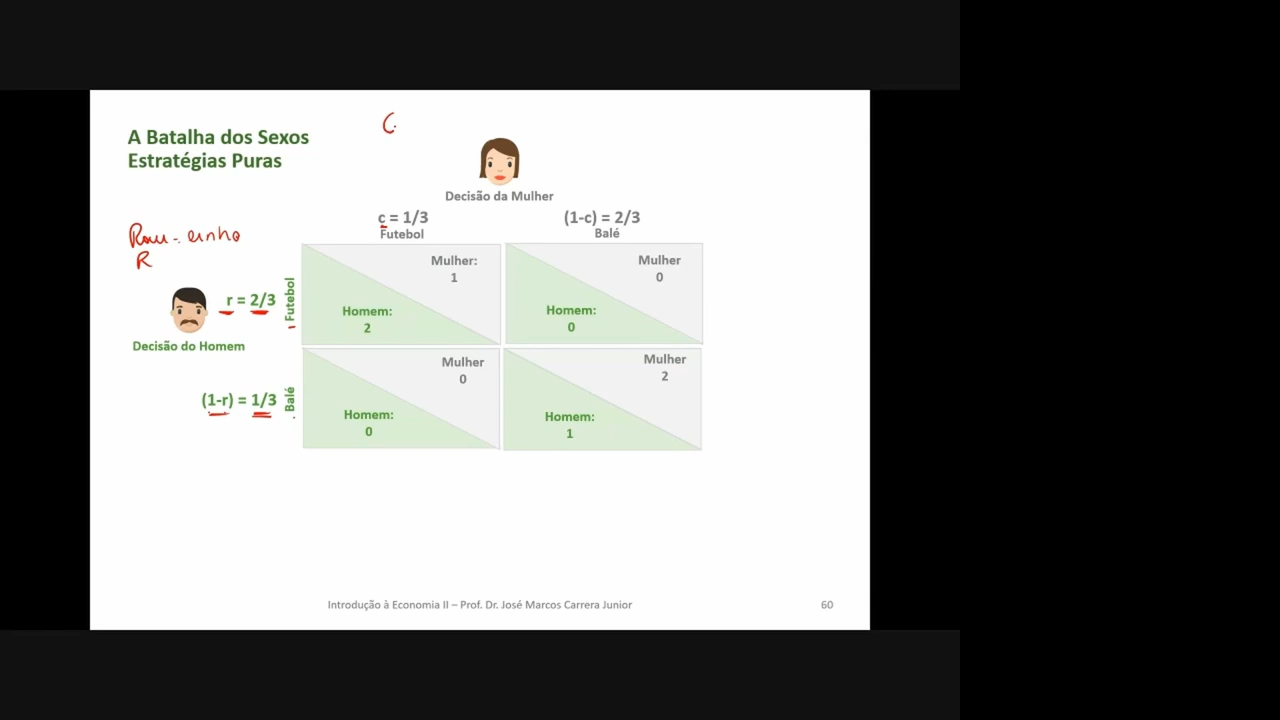 A Batalha dos Sexos
Estratégias Puras
C
Decisão da Mulher
c = 1/3
Futebol
(1-c) = 2/3
Balé
R
r = 2/3
Futebol
Decisão do Homem
(1-r) = 1/3
Balé
Mulher:
1
Homem:
2
Mulher
0
Homem:
0
Mulher
0
Homem:
0
Mulher
2
Homem:
1
Introdução à Economia II – Prof. Dr. José Marcos Carrera Junior
60